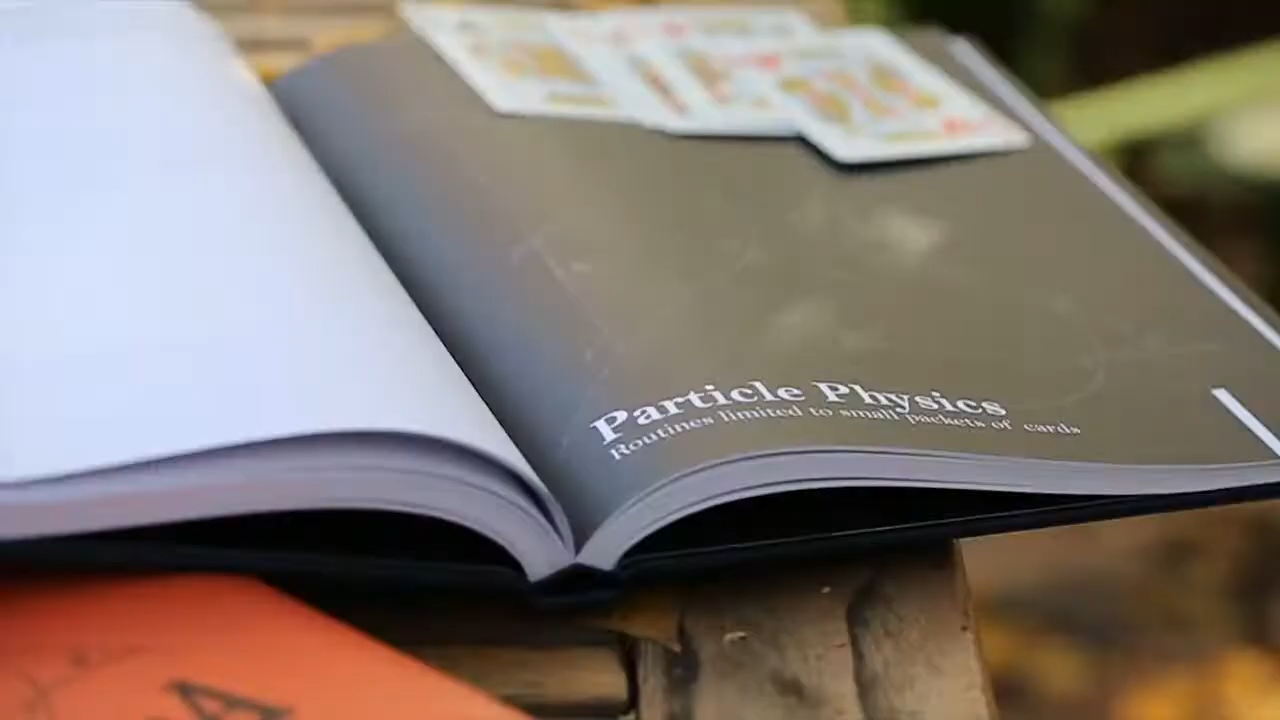 Particle Physics
Routines limited to small packets of cards
A